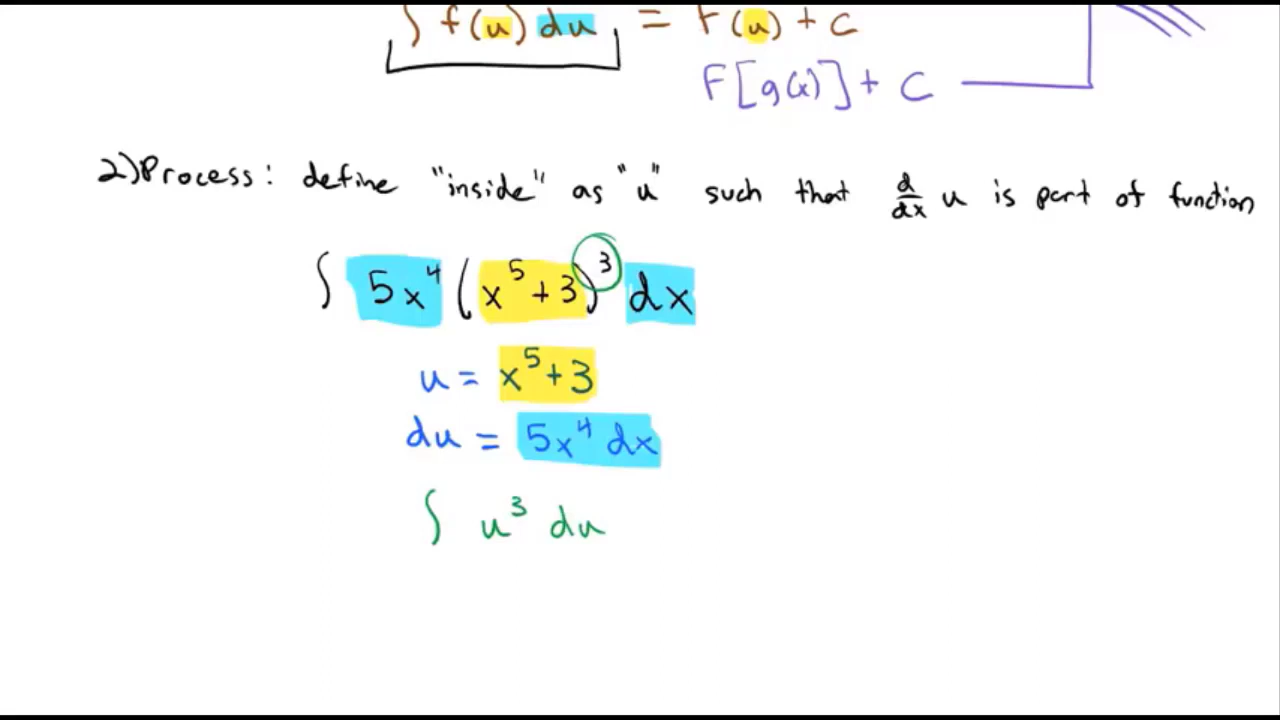 ∫ f(u) du = F(u) + C
F[g(x)] + C
2) Process: define "inside" as "u" such that d/dx u is part of function
∫ 5x⁴ (x⁵+3)³ dx
u = x⁵+3
du = 5x⁴ dx
∫ u³ du